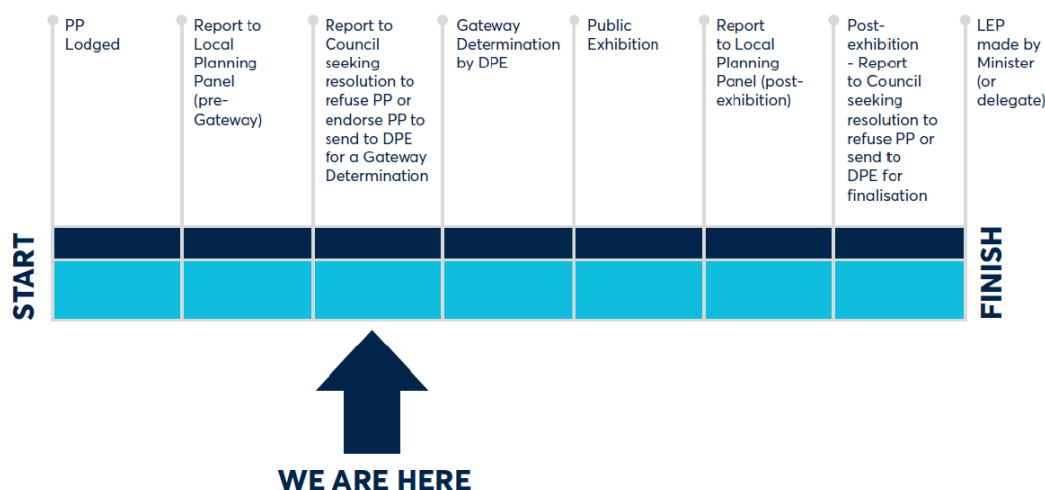 PP
Lodged
Report to
Local
Planning
Panel
(pre-
Gateway)
Report to
Council
seeking
resolution to
refuse PP or
endorse PP to
send to DPE
for a Gateway
Determination
Gateway
Determination
by DPE
Public
Exhibition
Report
to Local
Planning
Panel (post-
exhibition)
Post-
exhibition
- Report
to Council
seeking
resolution to
refuse PP or
send to
DPE for
finalisation
LEP
made by
Minister
(or
delegate)
START
FINISH
WE ARE HERE